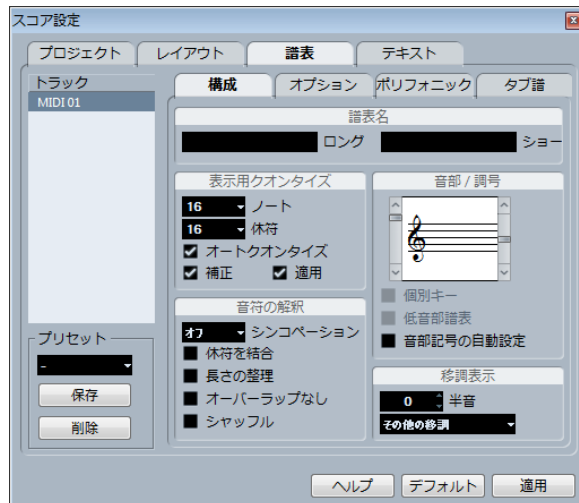 スコア設定
プロジェクト レイアウト 譜表 テキスト
トラック
MIDI 01
構成 オプション ポリフォニック タブ譜
譜表名
ロング ショー
表示用クオンタイズ
16 ノート
16 休符
オートクオンタイズ
補正 適用
音部 / 調号
個別キー
低音部譜表
音部記号の自動設定
音符の解釈
オフ シンコペーション
休符を結合
長さの整理
オーバーラップなし
シャッフル
移調表示
0 半音
その他の移調
プリセット
-
保存
削除
ヘルプ デフォルト 適用